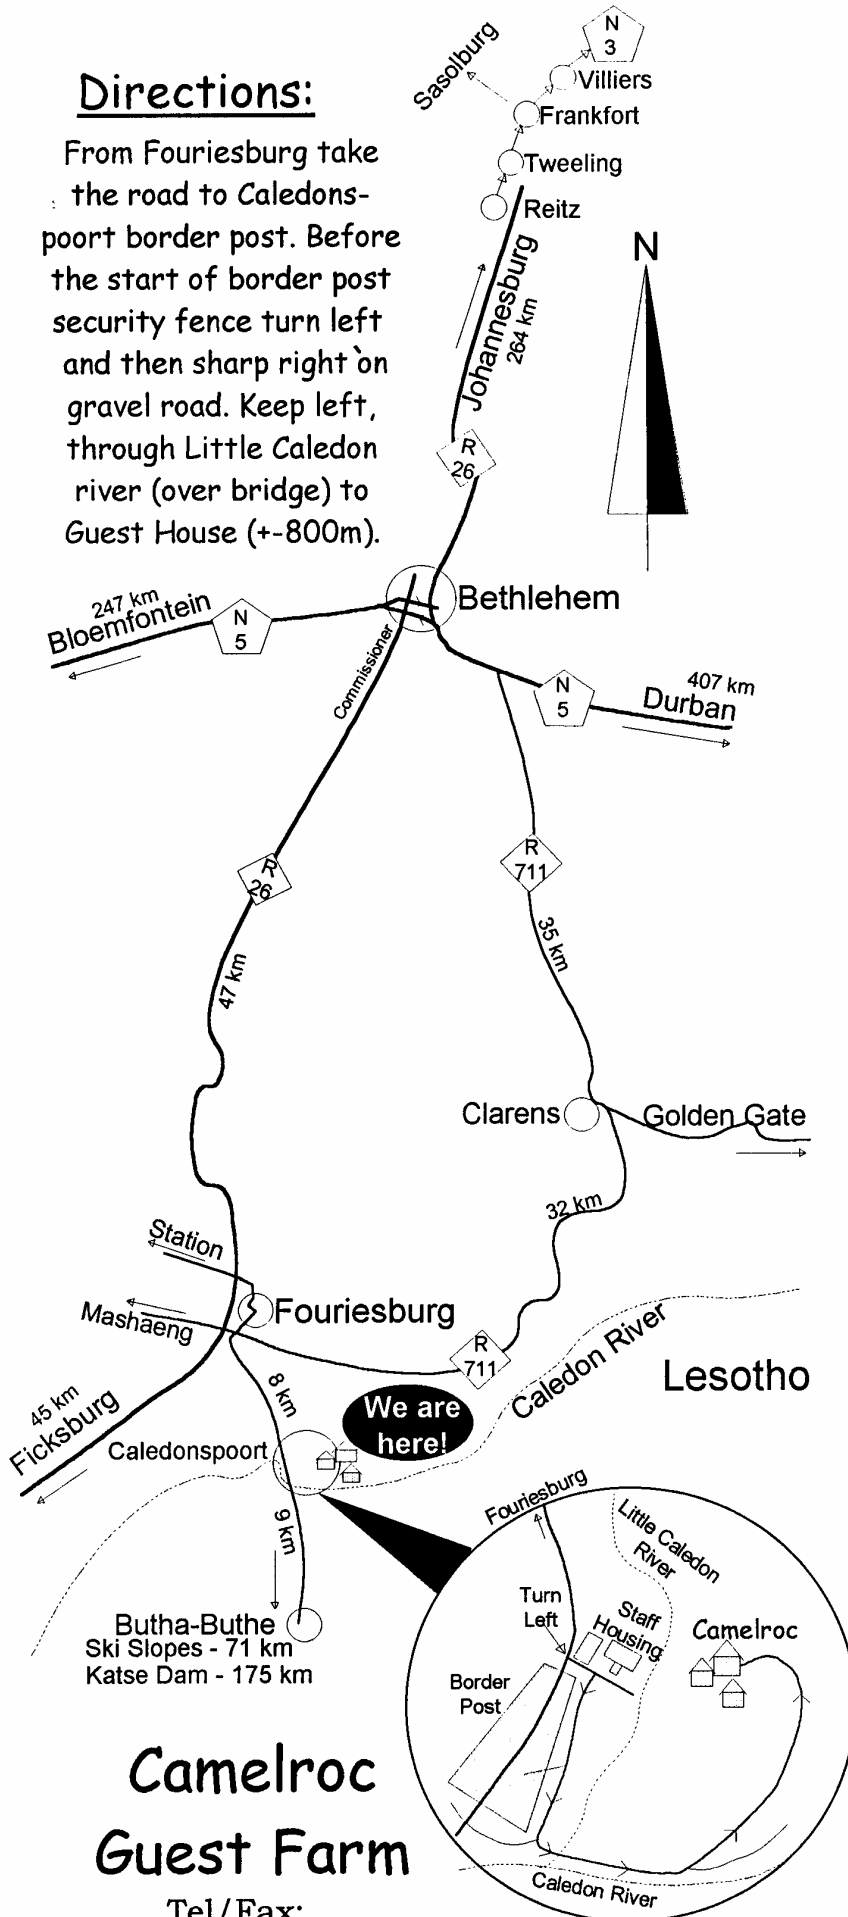 Directions:
From Fouriesburg take
the road to Caledons-
poort border post. Before
the start of border post
security fence turn left
and then sharp right on
gravel road. Keep left,
through Little Caledon
river (over bridge) to
Guest House (+-800m).
N
3
Sasolburg
Villiers
Frankfort
Tweeling
Reitz
N
Johannesburg
264 km
R
26
Bethlehem
247 km
Bloemfontein
N
5
Commissioner
N
5
407 km
Durban
R
26
R
711
47 km
35 km
Clarens
Golden Gate
32 km
Station
Fouriesburg
Mashaeng
R
711
Caledon River
Lesotho
45 km
Ficksburg
8 km
We are
here!
Caledonspoort
9 km
Butha-Buthe
Ski Slopes - 71 km
Katse Dam - 175 km
Fouriesburg
Little Caledon
River
Turn
Left
Staff
Housing
Camelroc
Border
Post
Caledon River
Camelroc
Guest Farm
Tel/Fax: